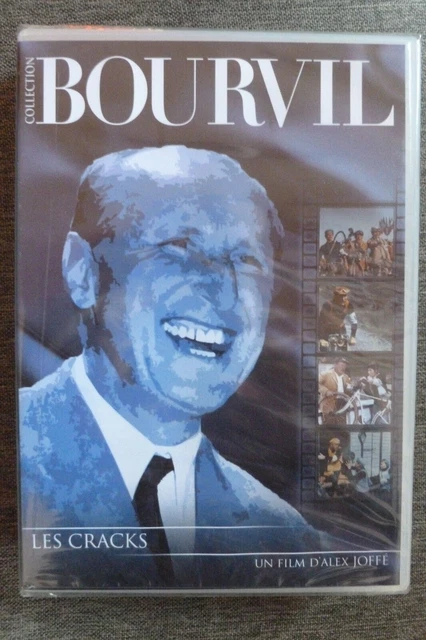 COLLECTION
BOURVIL
LES CRACKS
UN FILM D'ALEX JOFFÉ